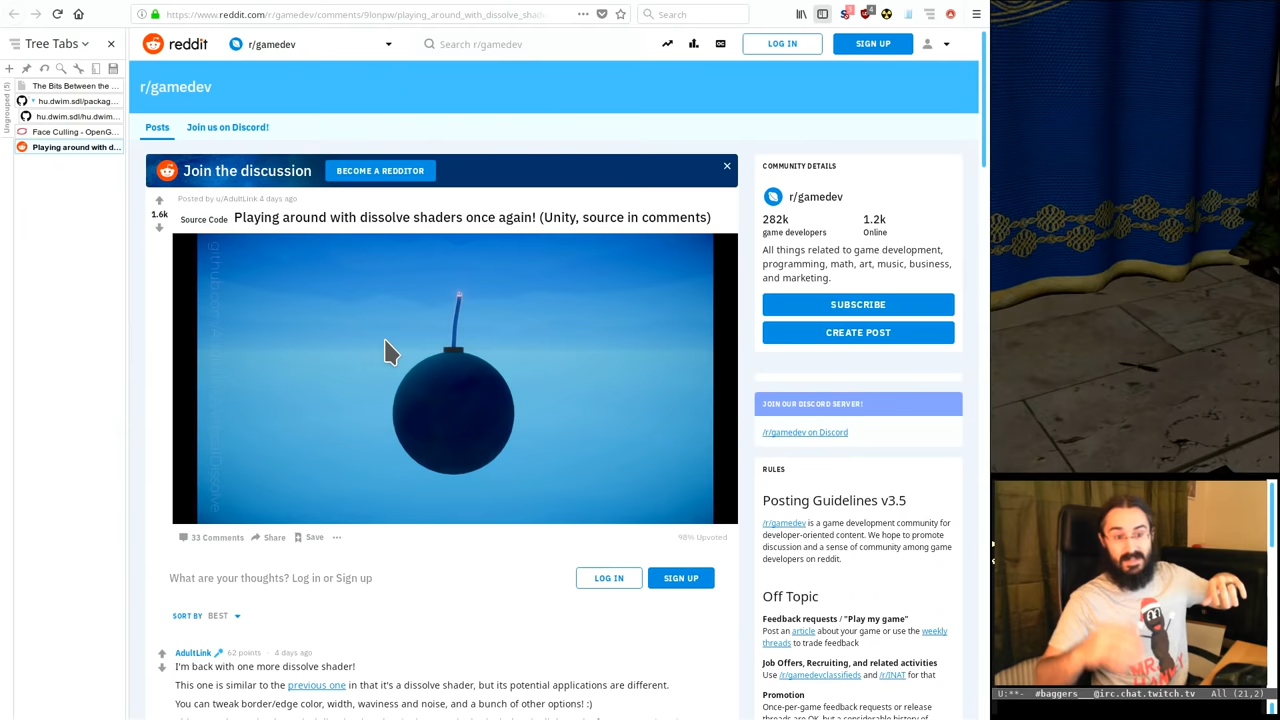 https://www.reddit.com/r/gamedev/comments/9lonpw/playing_around_with_dissolve_shade
Search
3
4
Tree Tabs
reddit
r/gamedev
Search r/gamedev
LOG IN
SIGN UP
Ungrouped (5)
The Bits Between the ...
hu.dwim.sdl/packag...
hu.dwim.sdl/hu.dwim...
Face Culling - OpenG...
Playing around with d...
r/gamedev
Posts
Join us on Discord!
Join the discussion
BECOME A REDDITOR
Posted by u/AdultLink 4 days ago
1.6k
Source Code
Playing around with dissolve shaders once again! (Unity, source in comments)
33 Comments
Share
Save
98% Upvoted
What are your thoughts? Log in or Sign up
LOG IN
SIGN UP
SORT BY
BEST
AdultLink
62 points · 4 days ago
I'm back with one more dissolve shader!
This one is similar to the previous one in that it's a dissolve shader, but its potential applications are different.
You can tweak border/edge color, width, waviness and noise, and a bunch of other options! :)
COMMUNITY DETAILS
r/gamedev
282k
game developers
1.2k
Online
All things related to game development,
programming, math, art, music, business,
and marketing.
SUBSCRIBE
CREATE POST
JOIN OUR DISCORD SERVER!
/r/gamedev on Discord
RULES
Posting Guidelines v3.5
/r/gamedev is a game development community for
developer-oriented content. We hope to promote
discussion and a sense of community among game
developers on reddit.
Off Topic
Feedback requests / "Play my game"
Post an article about your game or use the weekly
threads to trade feedback
Job Offers, Recruiting, and related activities
Use /r/gamedevclassifieds and /r/INAT for that
Promotion
Once-per-game feedback requests or release
U:**- #baggers___@irc.chat.twitch.tv All (21,2)